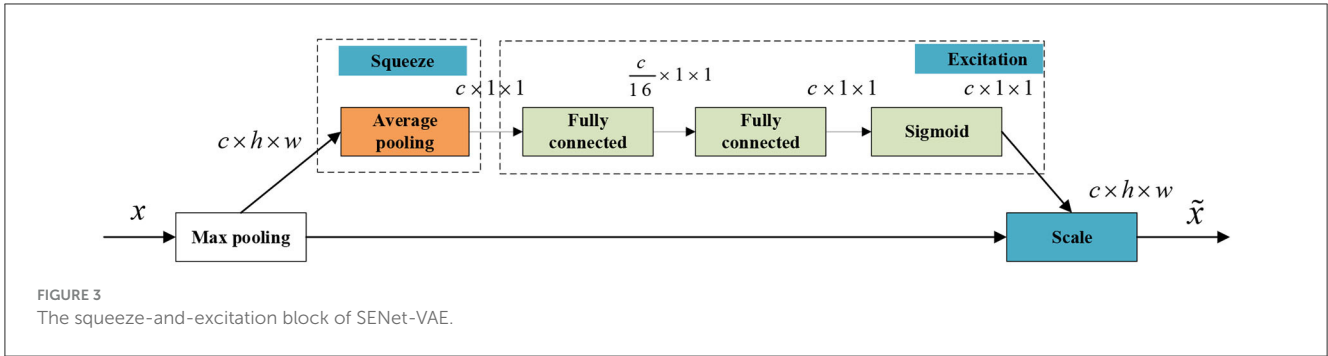 Squeeze
Excitation
c × 1 × 1
c/16 × 1 × 1
c × 1 × 1
c × 1 × 1
Average
pooling
Fully
connected
Fully
connected
Sigmoid
c × h × w
x
Max pooling
c × h × w
Scale
x̃
FIGURE 3
The squeeze-and-excitation block of SENet-VAE.